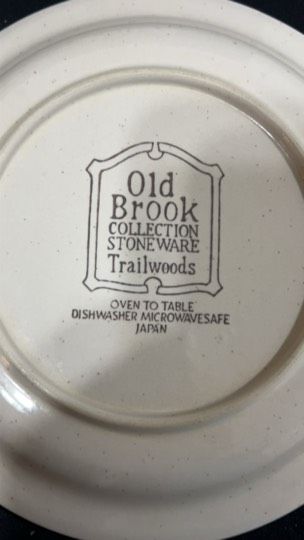 Old
Brook
COLLECTION
STONEWARE
Trailwoods
OVEN TO TABLE
DISHWASHER MICROWAVESAFE
JAPAN